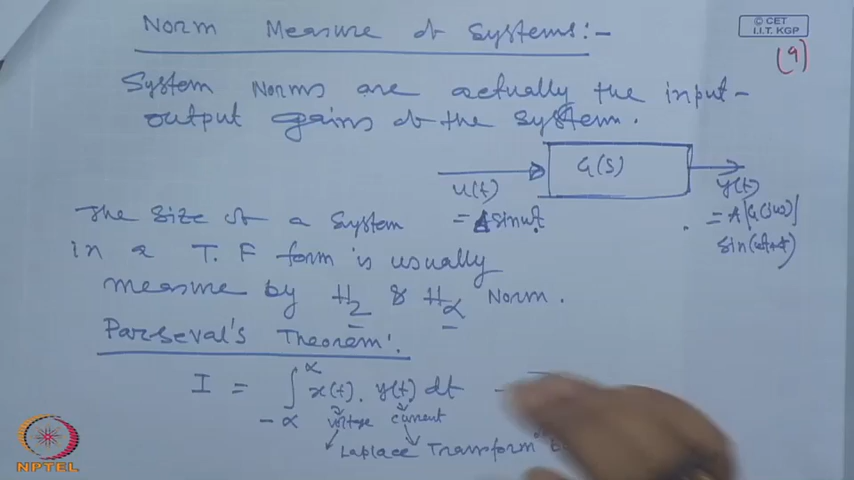 Norm Measure of Systems:-
© CET
I.I.T. KGP
(9)
System Norms are actually the input-
output gains of the system.
u(t)
= A sinωt
G(s)
y(t)
= A|G(jω)|
sin(ωt+φ)
The size of a system
in a T.F form is usually
measure by H2 & H∞ Norm.
Parseval's Theorem:
I = ∫ x(t). y(t) dt
∞
-∞
voltage current
Laplace Transform
NPTEL